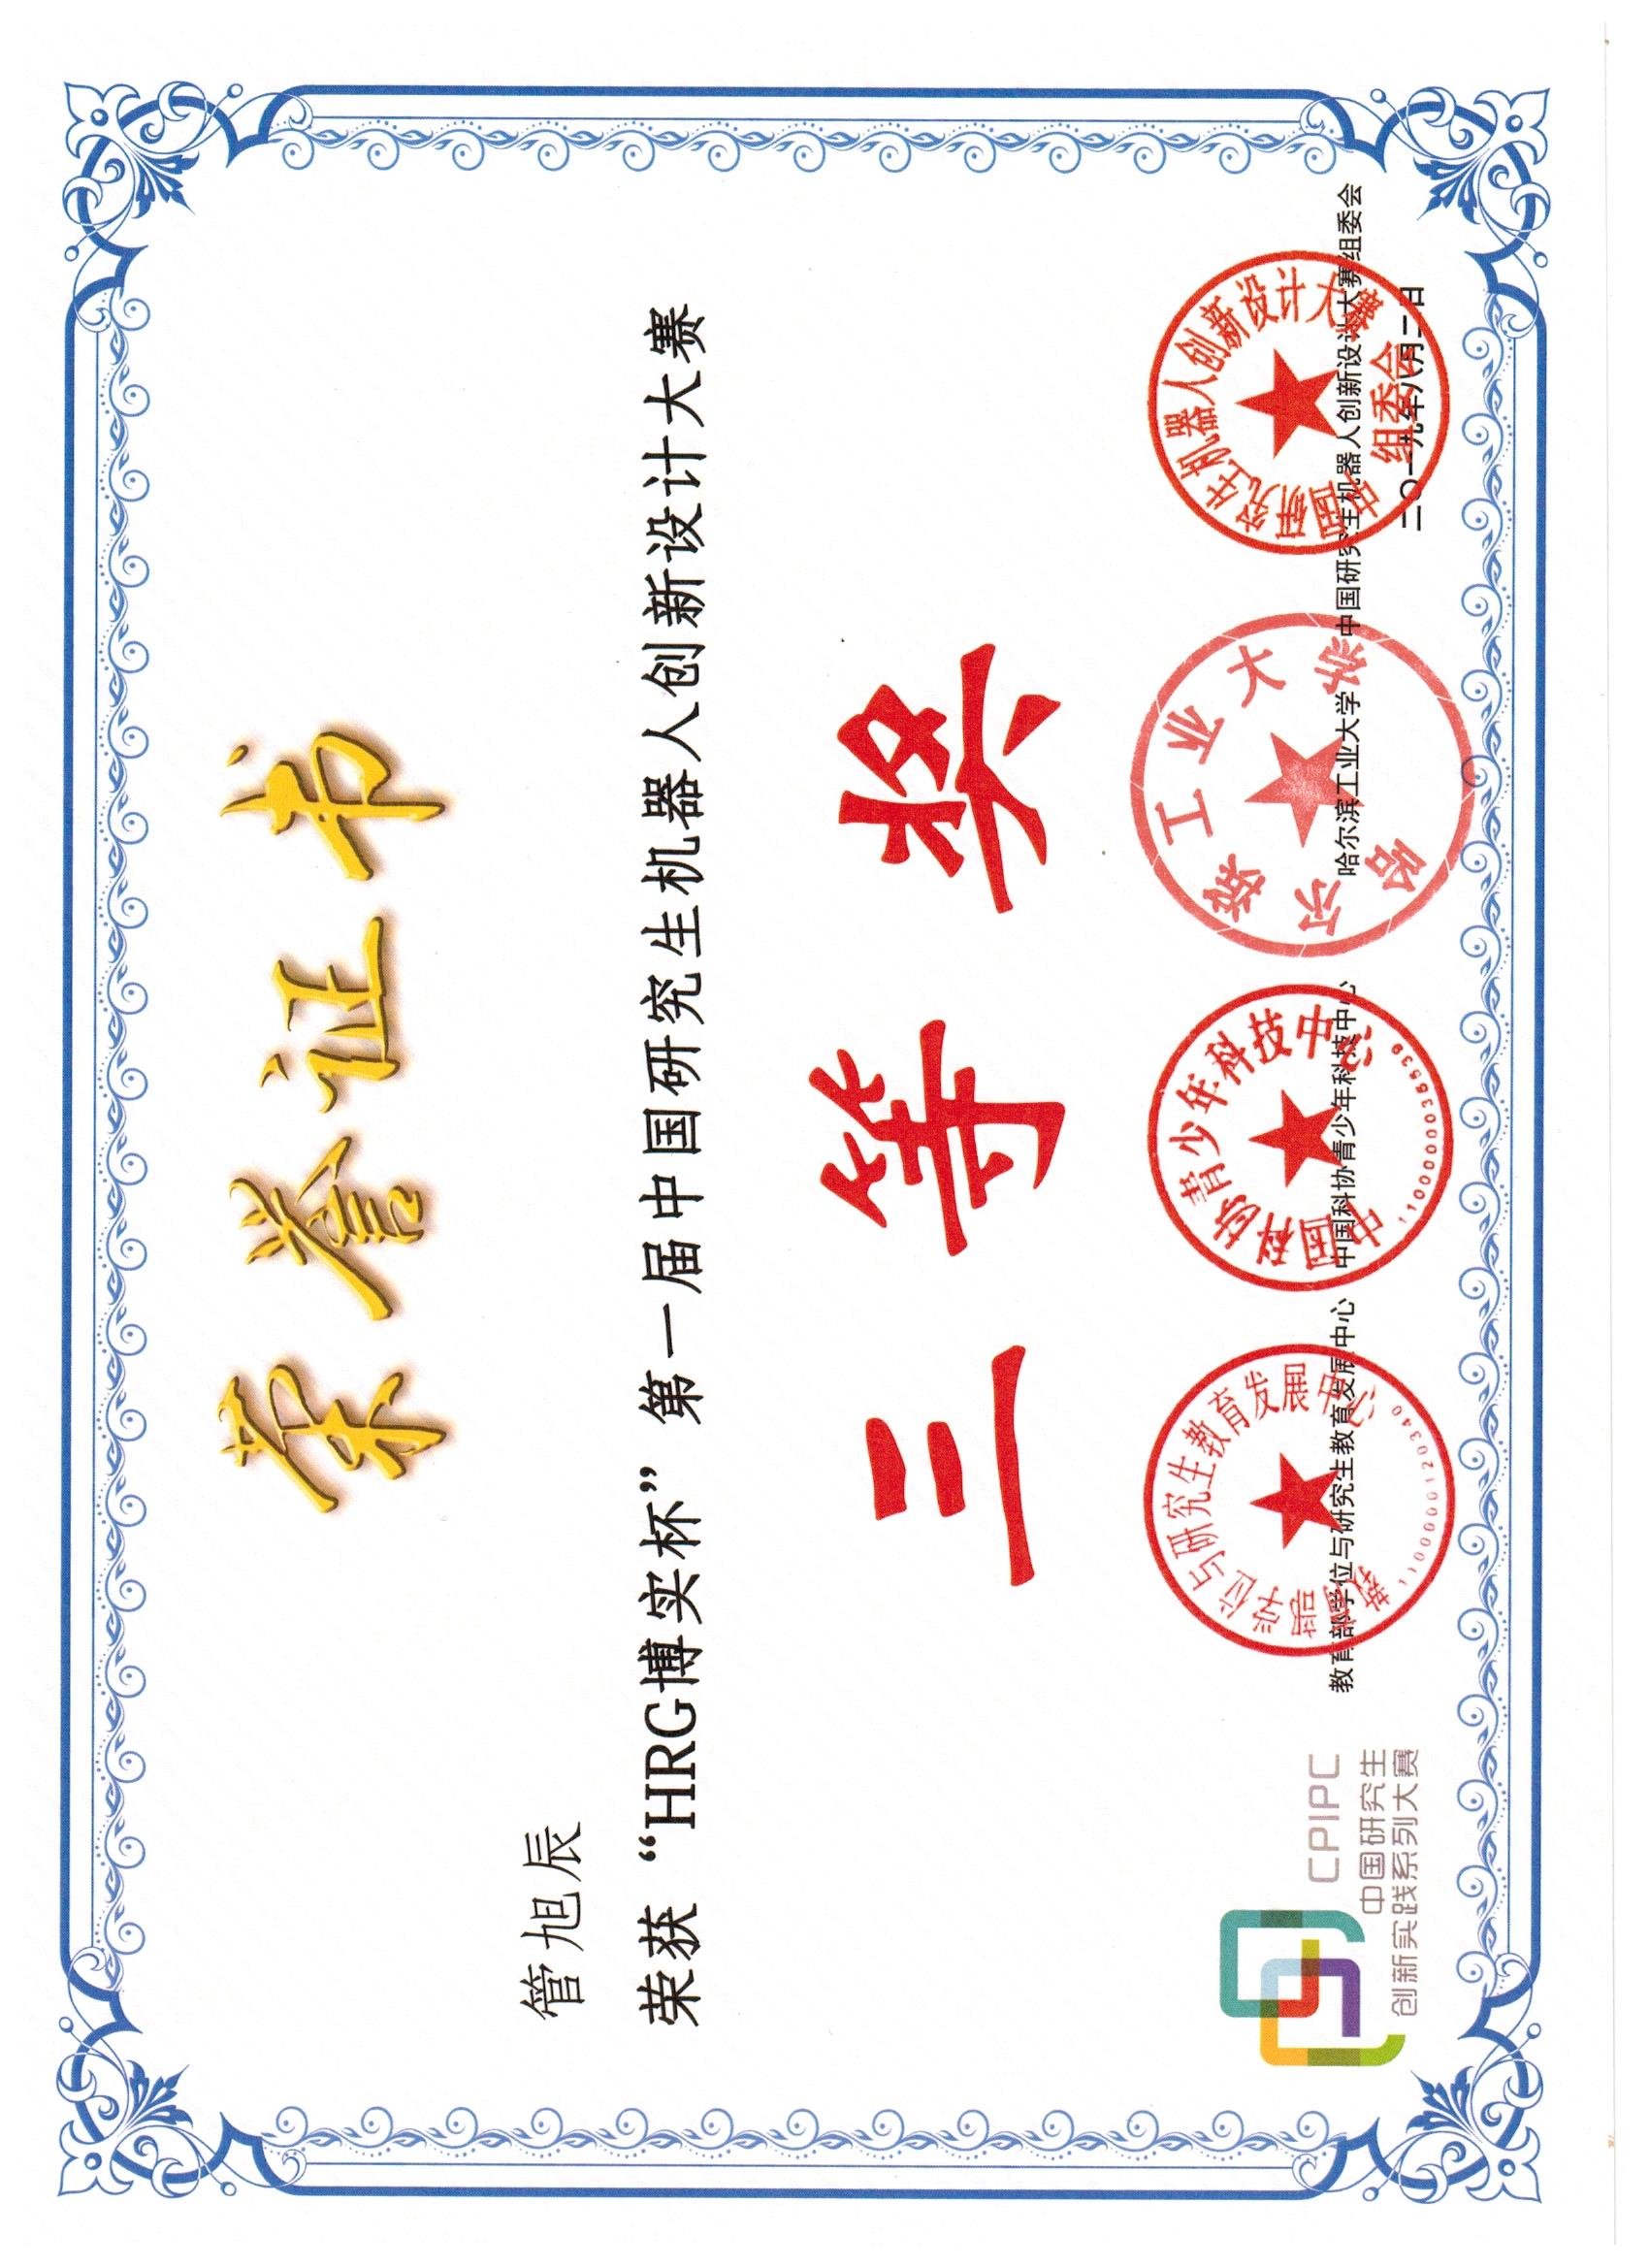 荣誉证书
管旭辰
荣获“HRG博实杯”第一届中国研究生机器人创新设计大赛
三等奖
教育部学位与研究生教育发展中心
1100000120340
中国科协青少年科技中心
哈尔滨工业大学
中国研究生机器人创新设计大赛
组委会
CPIPC
中国研究生
创新实践系列大赛
教育部学位与研究生教育发展中心 中国科协青少年科技中心 哈尔滨工业大学 中国研究生机器人创新设计大赛组委会
二〇一九年八月二日